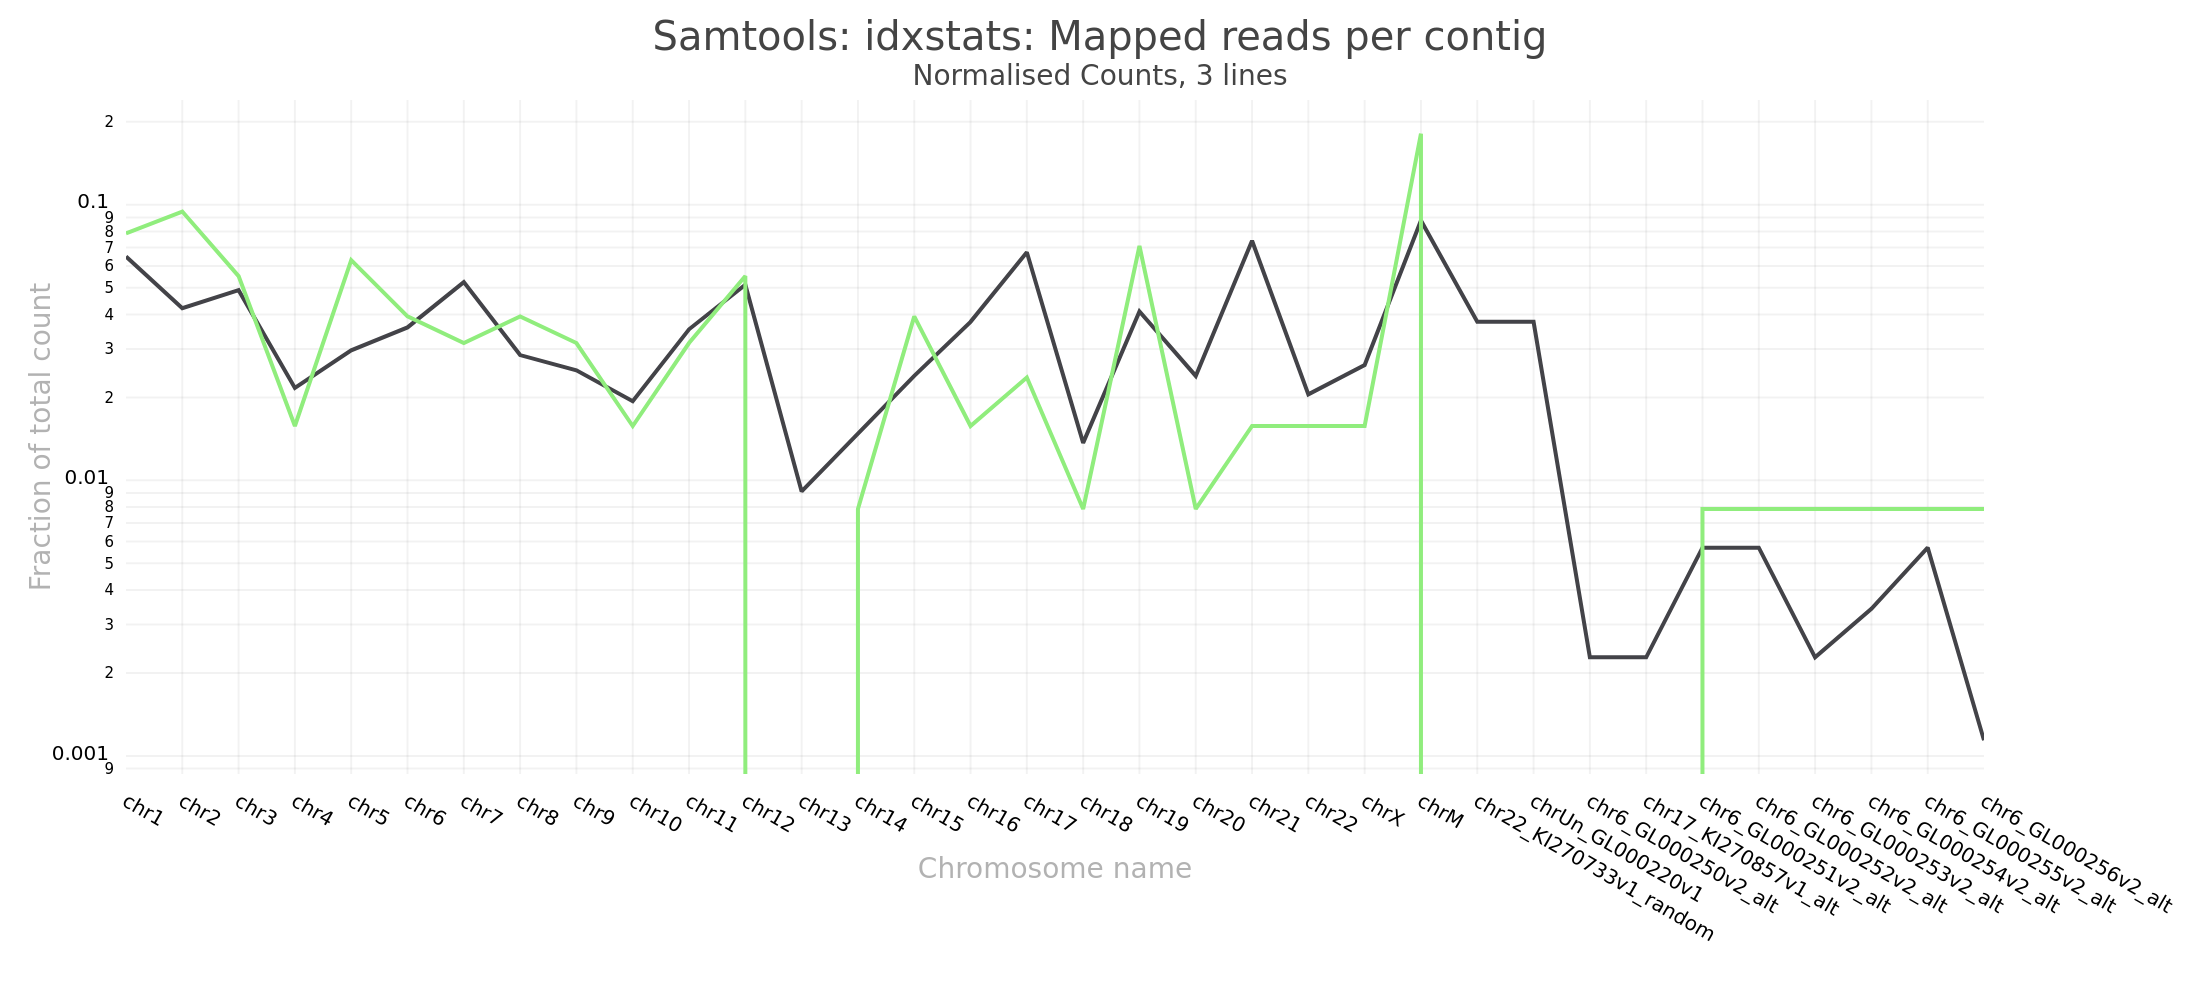 Samtools: idxstats: Mapped reads per contig
Normalised Counts, 3 lines
Fraction of total count
2
0.1
9
8
7
6
5
4
3
2
0.01
9
8
7
6
5
4
3
2
0.001
9
chr1
chr2
chr3
chr4
chr5
chr6
chr7
chr8
chr9
chr10
chr11
chr12
chr13
chr14
chr15
chr16
chr17
chr18
chr19
chr20
chr21
chr22
chrX
chrM
chr22_KI270733v1_random
chrUn_GL000220v1
chr6_GL000250v2_alt
chr17_KI270857v1_alt
chr6_GL000251v2_alt
chr6_GL000252v2_alt
chr6_GL000253v2_alt
chr6_GL000254v2_alt
chr6_GL000255v2_alt
chr6_GL000256v2_alt
Chromosome name